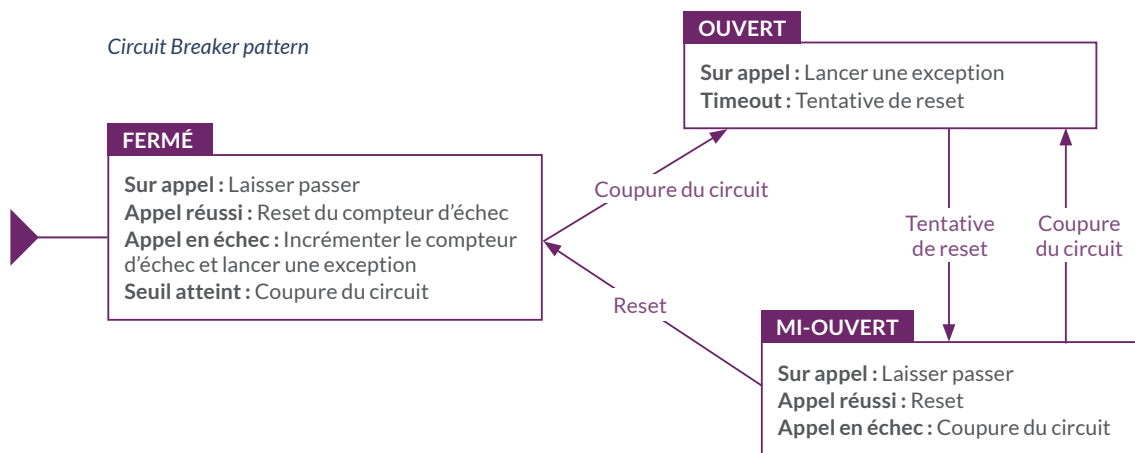 Circuit Breaker pattern
OUVERT
Sur appel : Lancer une exception
Timeout : Tentative de reset
FERMÉ
Sur appel : Laisser passer
Appel réussi : Reset du compteur d’échec
Appel en échec : Incrémenter le compteur
d’échec et lancer une exception
Seuil atteint : Coupure du circuit
Coupure du circuit
Tentative
de reset
Coupure
du circuit
Reset
MI-OUVERT
Sur appel : Laisser passer
Appel réussi : Reset
Appel en échec : Coupure du circuit